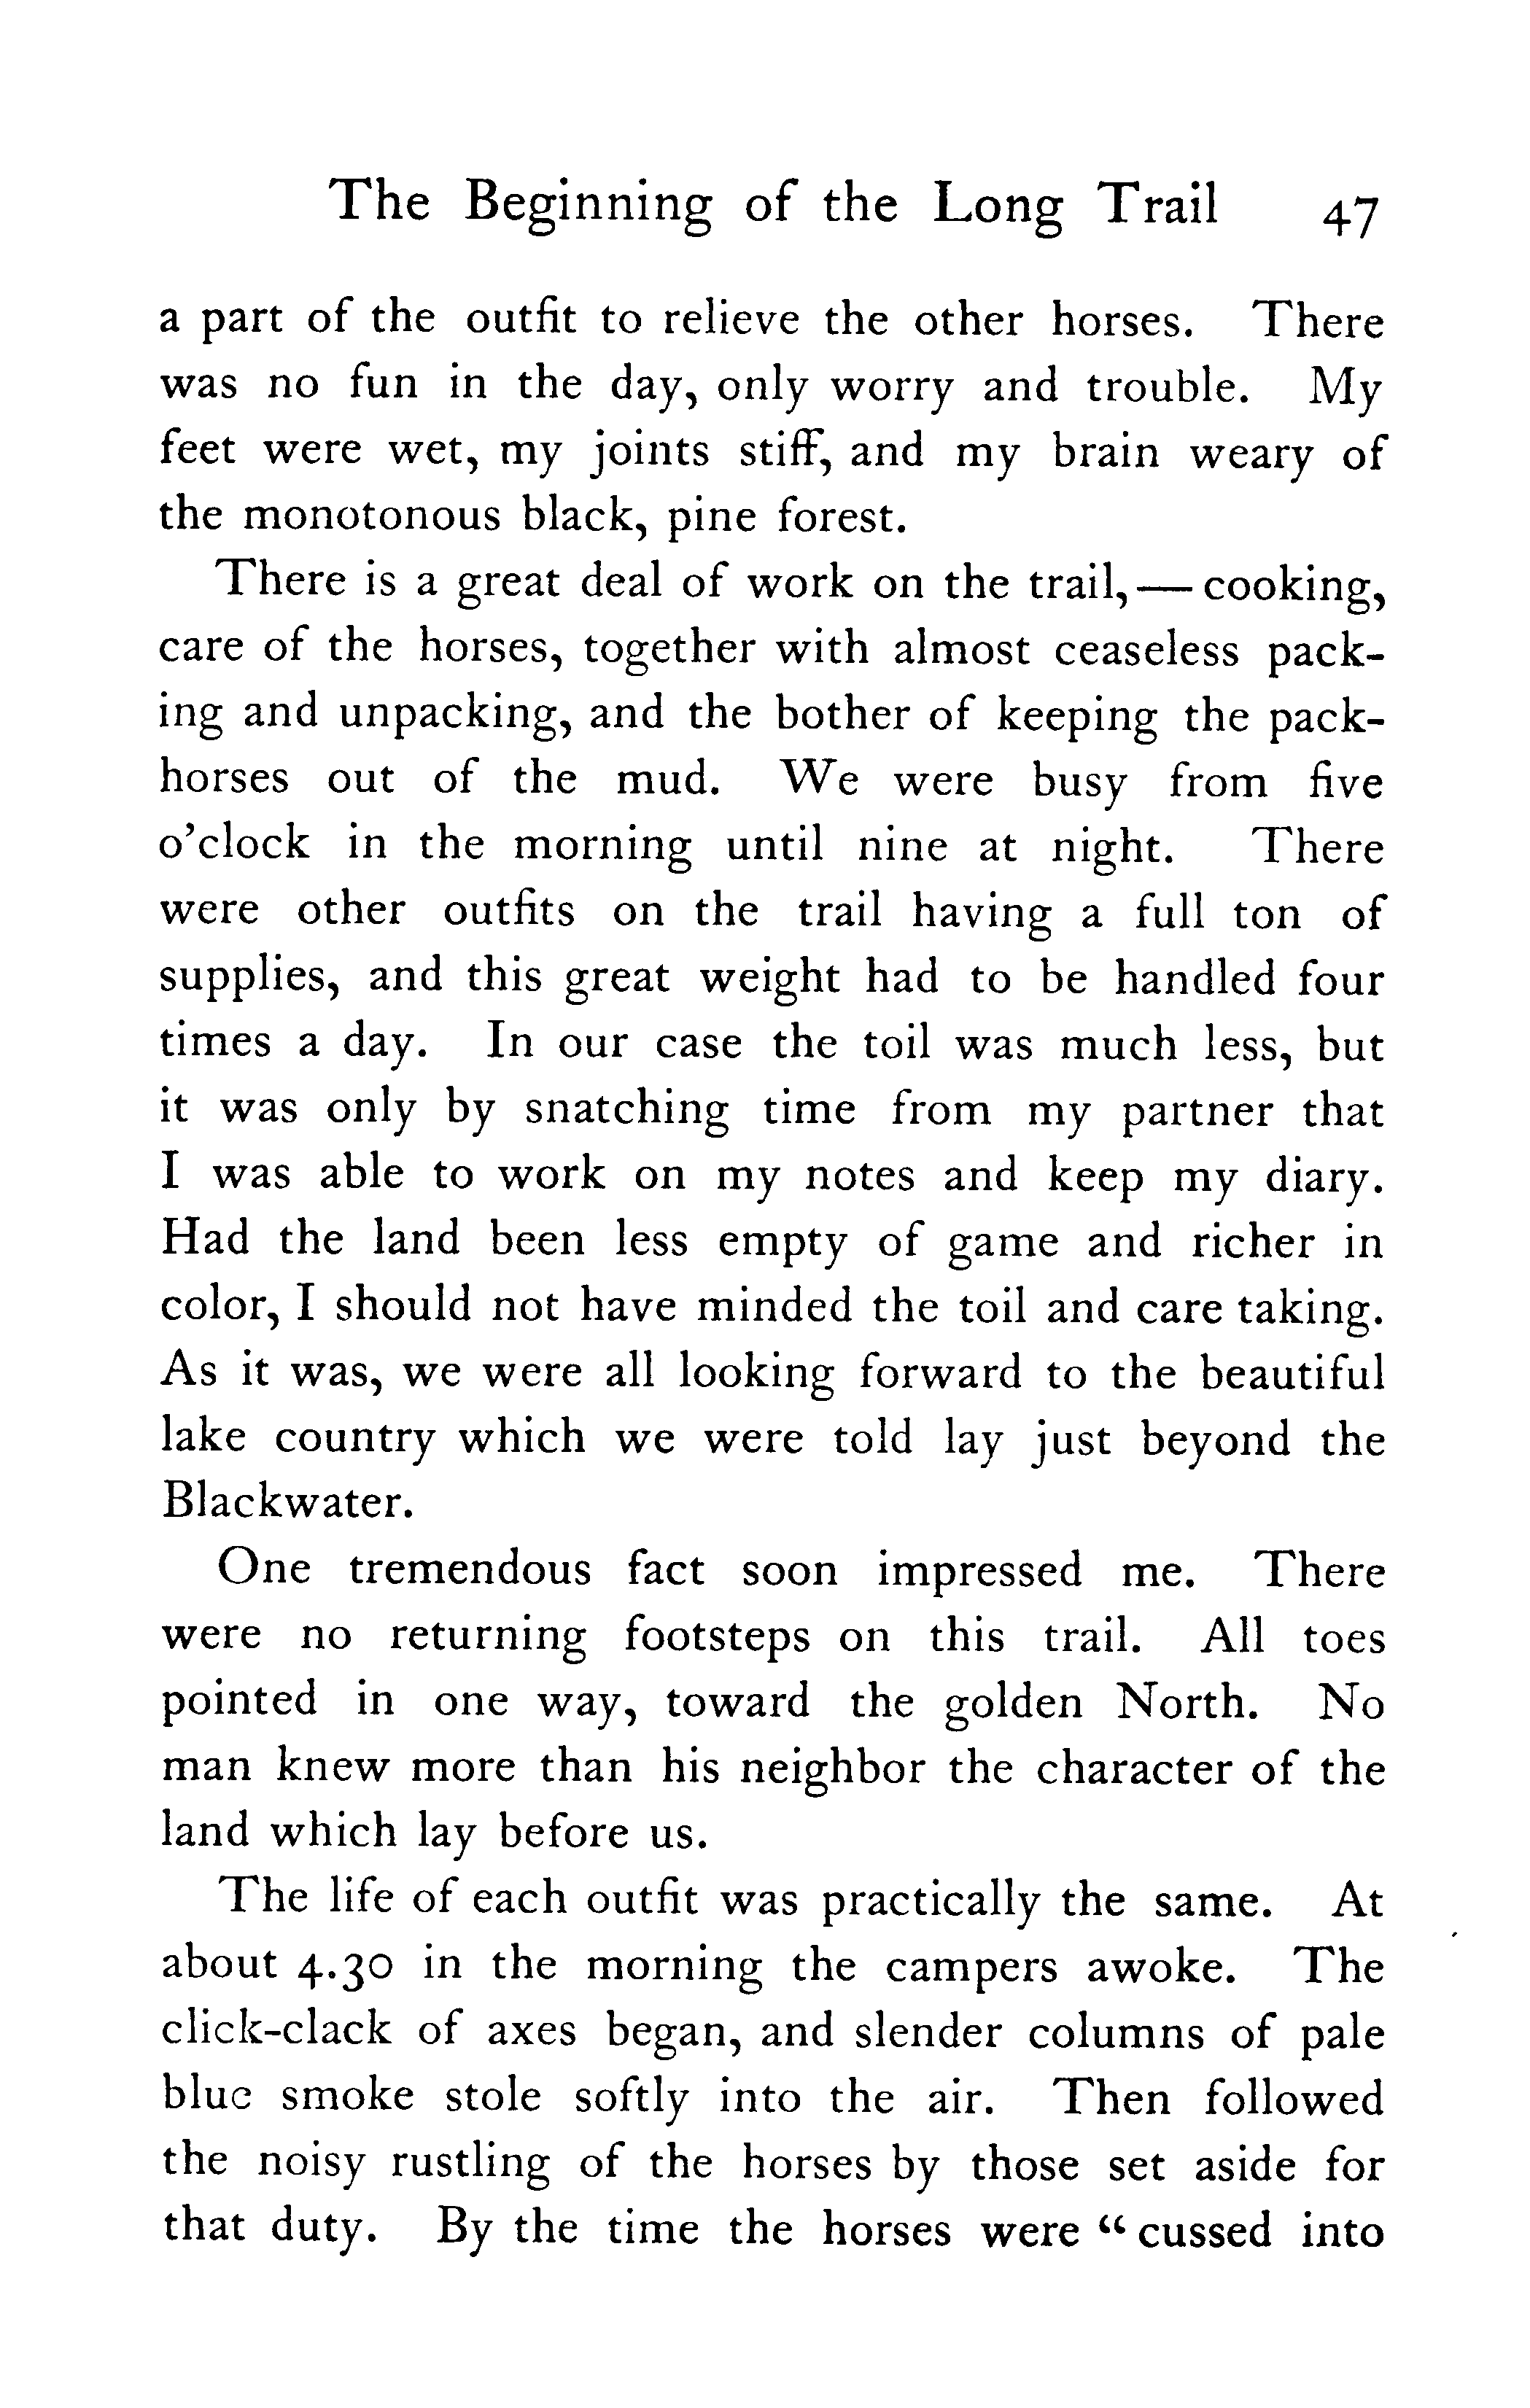 The Beginning of the Long Trail 47
a part of the outfit to relieve the other horses. There
was no fun in the day, only worry and trouble. My
feet were wet, my joints stiff, and my brain weary of
the monotonous black, pine forest.
There is a great deal of work on the trail,—cooking,
care of the horses, together with almost ceaseless pack-
ing and unpacking, and the bother of keeping the pack-
horses out of the mud. We were busy from five
o'clock in the morning until nine at night. There
were other outfits on the trail having a full ton of
supplies, and this great weight had to be handled four
times a day. In our case the toil was much less, but
it was only by snatching time from my partner that
I was able to work on my notes and keep my diary.
Had the land been less empty of game and richer in
color, I should not have minded the toil and care taking.
As it was, we were all looking forward to the beautiful
lake country which we were told lay just beyond the
Blackwater.
One tremendous fact soon impressed me. There
were no returning footsteps on this trail. All toes
pointed in one way, toward the golden North. No
man knew more than his neighbor the character of the
land which lay before us.
The life of each outfit was practically the same. At
about 4.30 in the morning the campers awoke. The
click-clack of axes began, and slender columns of pale
blue smoke stole softly into the air. Then followed
the noisy rustling of the horses by those set aside for
that duty. By the time the horses were "cussed into